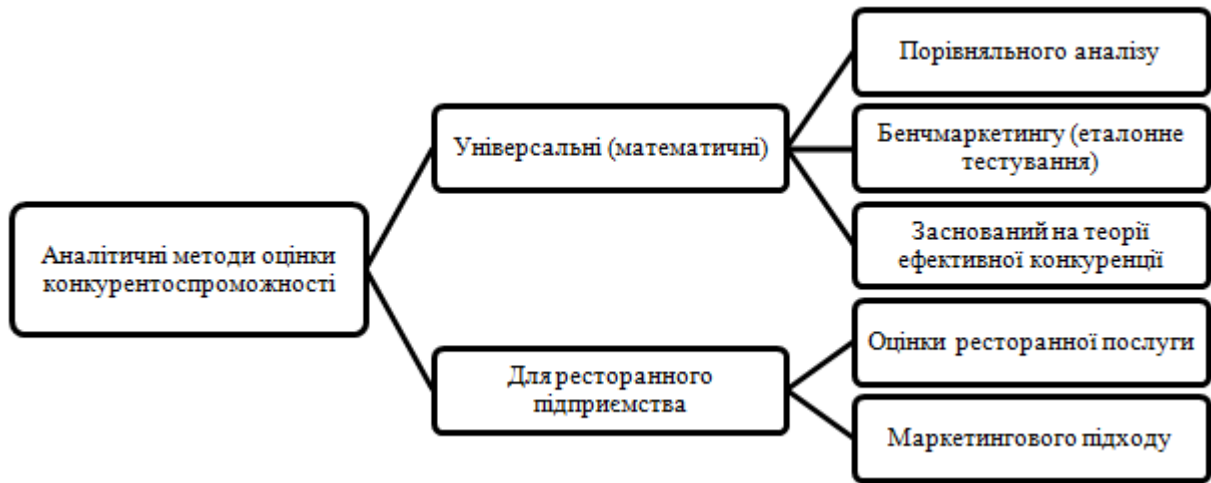 Аналітичні методи оцінки
конкурентоспроможності
Універсальні (математичні)
Порівняльного аналізу
Бенчмаркетингу (еталонне
тестування)
Заснований на теорії
ефективної конкуренції
Для ресторанного
підприємства
Оцінки ресторанної послуги
Маркетингового підходу